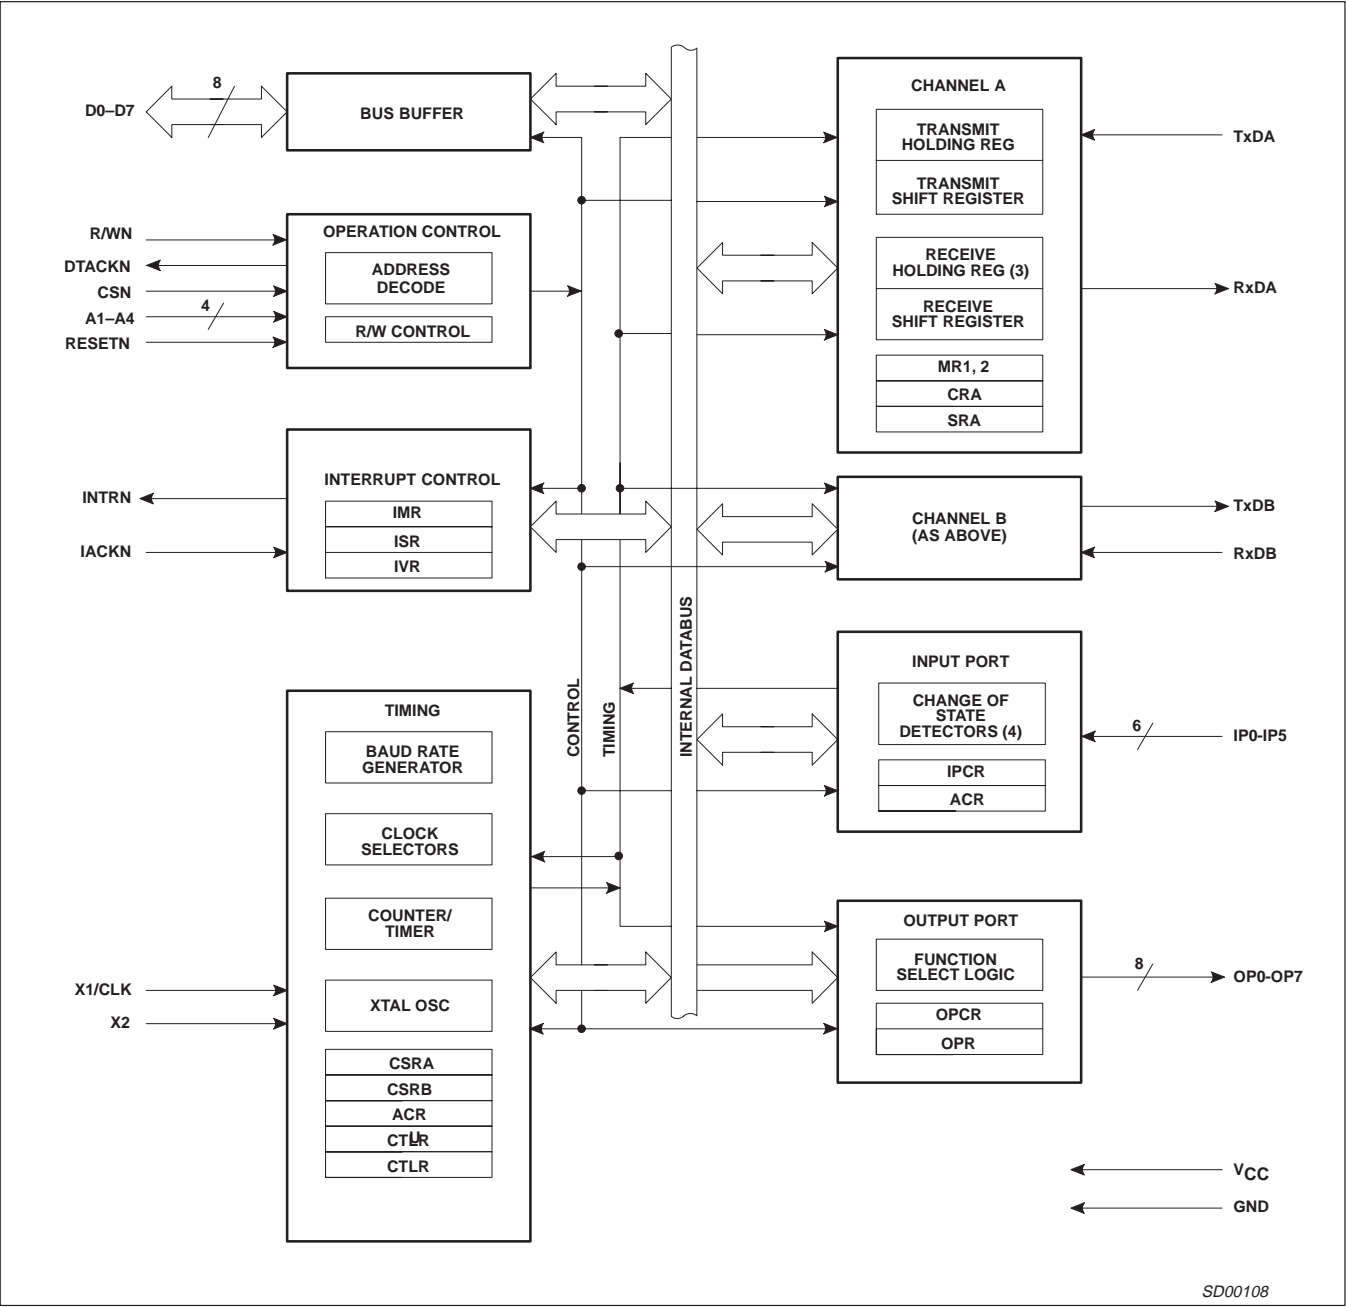 D0–D7
8
BUS BUFFER
R/WN
DTACKN
CSN
A1–A4
4
RESETN
OPERATION CONTROL
ADDRESS
DECODE
R/W CONTROL
INTRN
IACKN
INTERRUPT CONTROL
IMR
ISR
IVR
TIMING
BAUD RATE
GENERATOR
CLOCK
SELECTORS
COUNTER/
TIMER
XTAL OSC
X1/CLK
X2
CSRA
CSRB
ACR
CTUR
CTLR
CONTROL
TIMING
INTERNAL DATABUS
CHANNEL A
TRANSMIT
HOLDING REG
TRANSMIT
SHIFT REGISTER
RECEIVE
HOLDING REG (3)
RECEIVE
SHIFT REGISTER
MR1, 2
CRA
SRA
TxDA
RxDA
CHANNEL B
(AS ABOVE)
TxDB
RxDB
INPUT PORT
CHANGE OF
STATE
DETECTORS (4)
IPCR
ACR
6
IP0-IP5
OUTPUT PORT
FUNCTION
SELECT LOGIC
OPCR
OPR
8
OP0-OP7
VCC
GND
SD00108